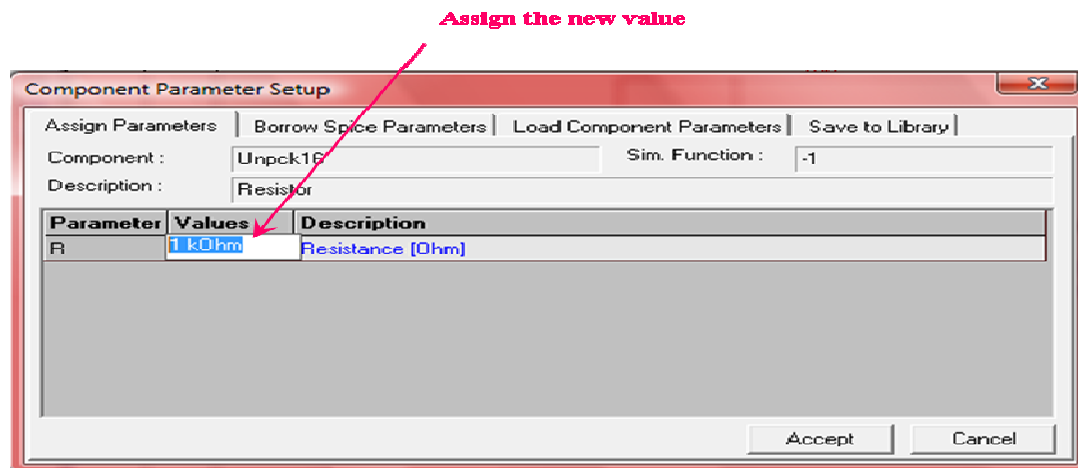 Assign the new value
Component Parameter Setup
Assign Parameters Borrow Spice Parameters Load Component Parameters Save to Library
Component : Unpck16 Sim. Function : -1
Description : Resistor
Parameter Values Description
R 1 kOhm Resistance [Ohm]
Accept Cancel